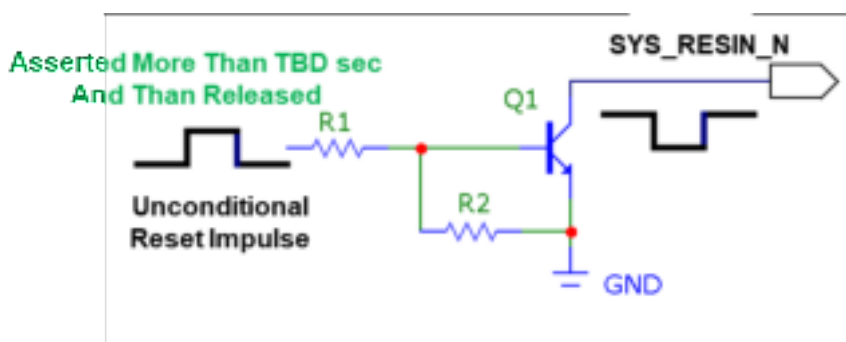 SYS_RESIN_N
Asserted More Than TBD sec
And Than Released
Q1
R1
R2
Unconditional
Reset Impulse
GND